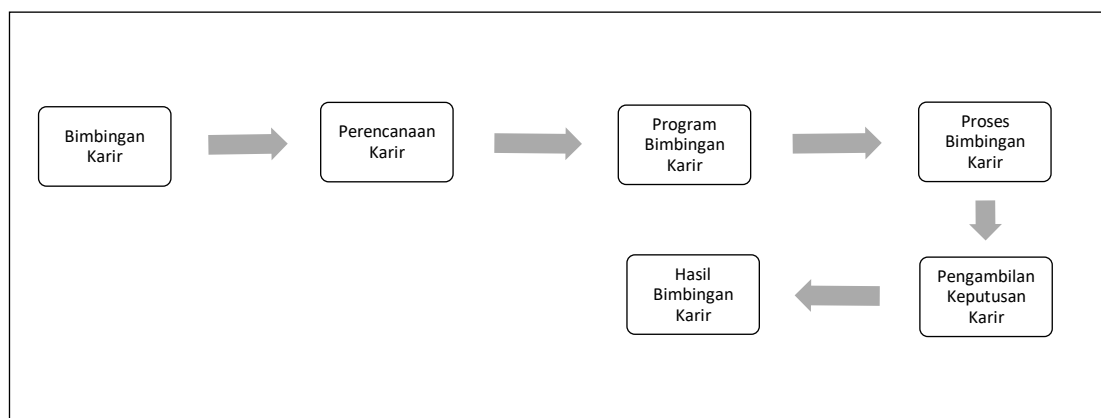 Bimbingan
Karir
Perencanaan
Karir
Program
Bimbingan
Karir
Proses
Bimbingan
Karir
Pengambilan
Keputusan
Karir
Hasil
Bimbingan
Karir